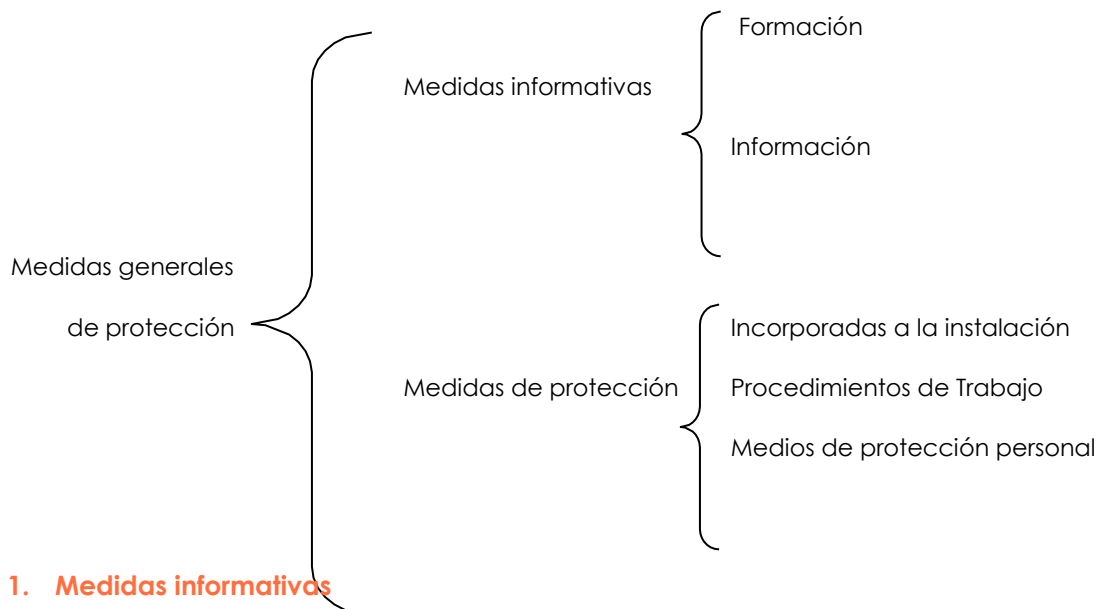 Formación
Medidas informativas
Información
Medidas generales
de protección
Incorporadas a la instalación
Medidas de protección
Procedimientos de Trabajo
Medios de protección personal
1. Medidas informativas